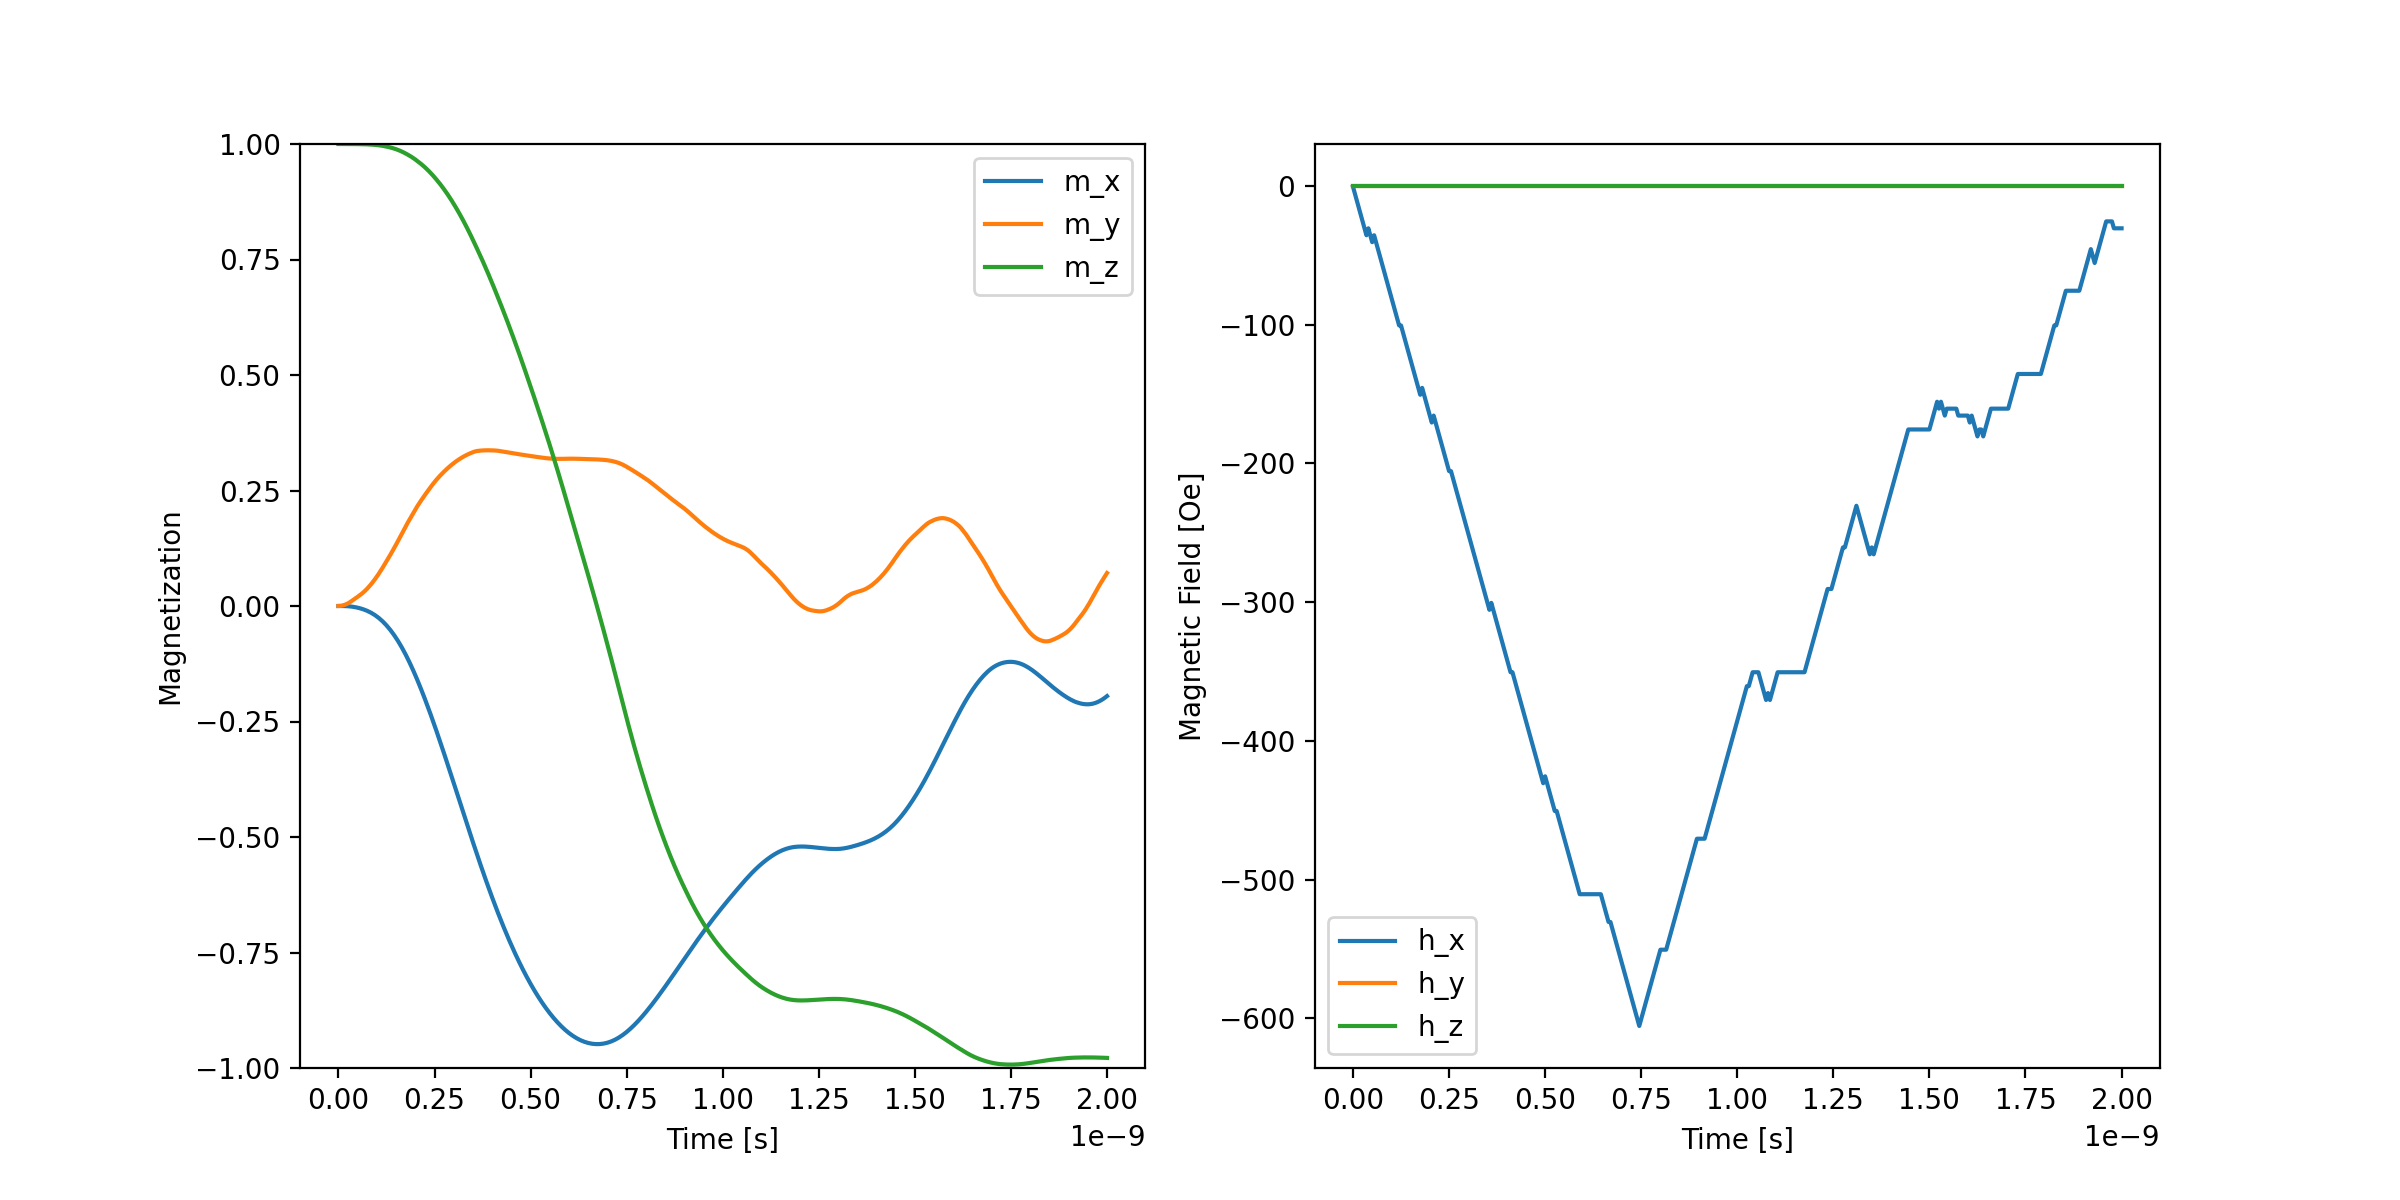 1.00
0.75
0.50
0.25
0.00
−0.25
−0.50
−0.75
−1.00
Magnetization
m_x
m_y
m_z
0.00 0.25 0.50 0.75 1.00 1.25 1.50 1.75 2.00
Time [s]
1e−9
0
−100
−200
−300
−400
−500
−600
Magnetic Field [Oe]
h_x
h_y
h_z
0.00 0.25 0.50 0.75 1.00 1.25 1.50 1.75 2.00
Time [s]
1e−9